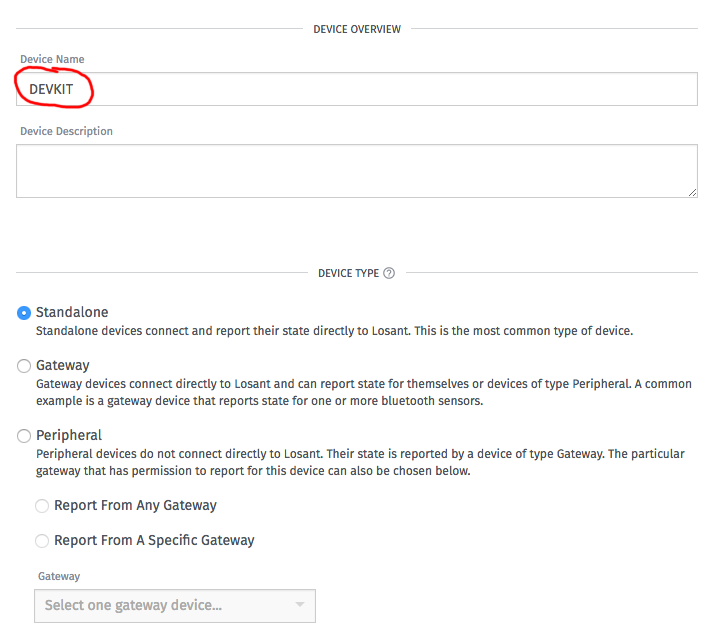 DEVICE OVERVIEW
Device Name
DEVKIT
Device Description
DEVICE TYPE ?
Standalone
Standalone devices connect and report their state directly to Losant. This is the most common type of device.
Gateway
Gateway devices connect directly to Losant and can report state for themselves or devices of type Peripheral. A common
example is a gateway device that reports state for one or more bluetooth sensors.
Peripheral
Peripheral devices do not connect directly to Losant. Their state is reported by a device of type Gateway. The particular
gateway that has permission to report for this device can also be chosen below.
Report From Any Gateway
Report From A Specific Gateway
Gateway
Select one gateway device...